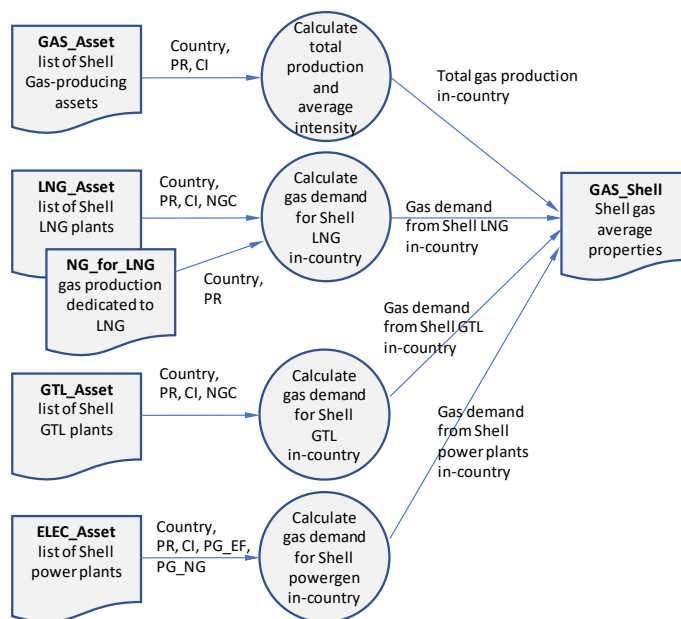 GAS_Asset
list of Shell
Gas-producing
assets
Country,
PR, CI
Calculate
total
production
and
average
intensity
Total gas production
in-country
LNG_Asset
list of Shell
LNG plants
Country,
PR, CI, NGC
NG_for_LNG
gas production
dedicated to
LNG
Country,
PR
Calculate
gas demand
for Shell
LNG
in-country
Gas demand
from Shell LNG
in-country
GAS_Shell
Shell gas
average
properties
GTL_Asset
list of Shell
GTL plants
Country,
PR, CI, NGC
Calculate
gas demand
for Shell
GTL
in-country
Gas demand
from Shell GTL
in-country
ELEC_Asset
list of Shell
power plants
Country,
PR, CI, PG_EF,
PG_NG
Calculate
gas demand
for Shell
powergen
in-country
Gas demand
from Shell
power plants
in-country